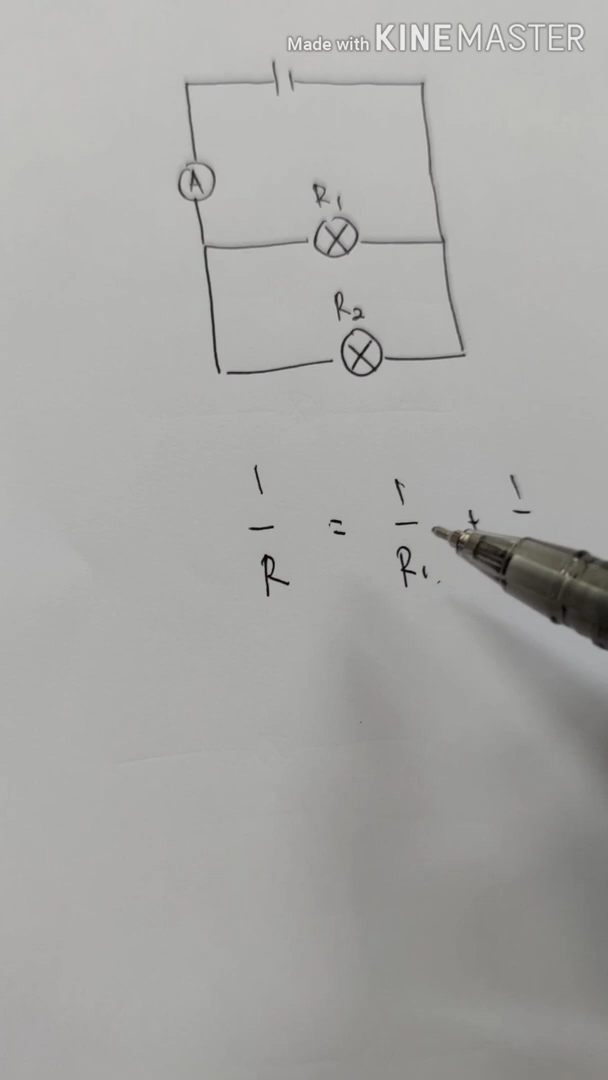 Made with KINEMASTER
A
R1
R2
1/R = 1/R1. + 1/